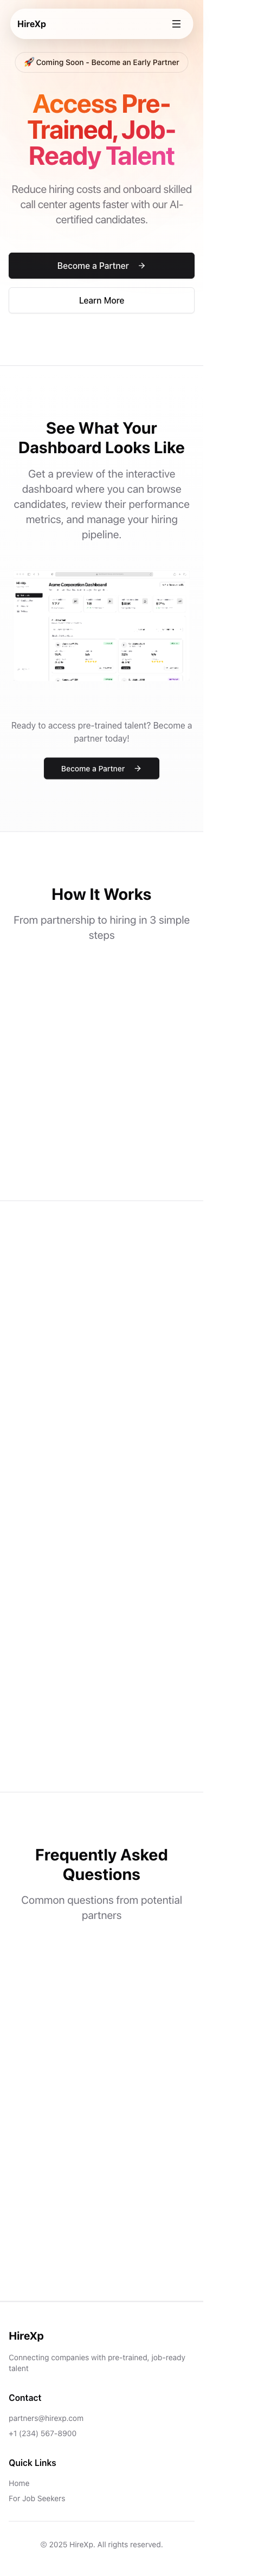 HireXp
🚀 Coming Soon - Become an Early Partner
Access Pre-
Trained, Job-
Ready Talent
Reduce hiring costs and onboard skilled
call center agents faster with our AI-
certified candidates.
Become a Partner →
Learn More
See What Your
Dashboard Looks Like
Get a preview of the interactive
dashboard where you can browse
candidates, review their performance
metrics, and manage your hiring
pipeline.
Acme Corporation Dashboard
Ready to access pre-trained talent? Become a
partner today!
Become a Partner →
How It Works
From partnership to hiring in 3 simple
steps
Frequently Asked
Questions
Common questions from potential
partners
HireXp
Connecting companies with pre-trained, job-ready
talent
Contact
partners@hirexp.com
+1 (234) 567-8900
Quick Links
Home
For Job Seekers
© 2025 HireXp. All rights reserved.